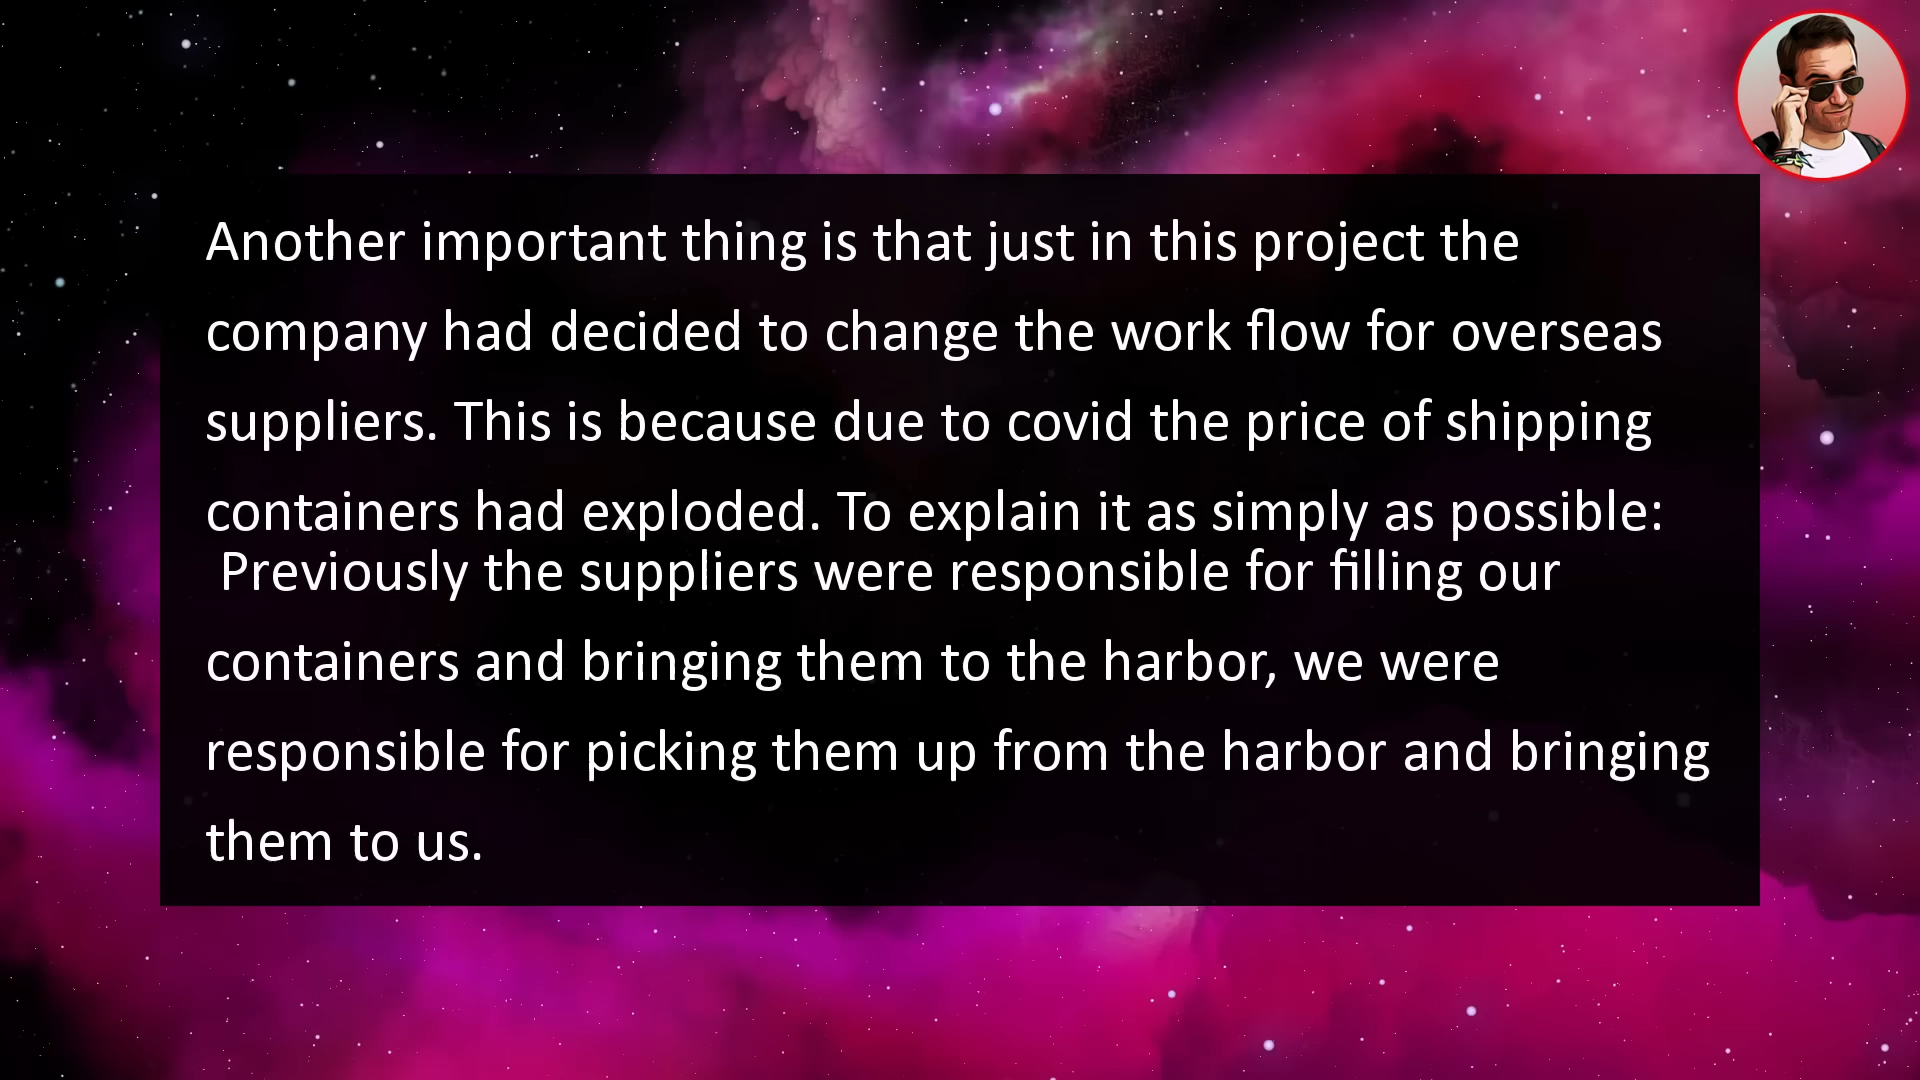 Another important thing is that just in this project the
company had decided to change the work flow for overseas
suppliers. This is because due to covid the price of shipping
containers had exploded. To explain it as simply as possible:
Previously the suppliers were responsible for filling our
containers and bringing them to the harbor, we were
responsible for picking them up from the harbor and bringing
them to us.